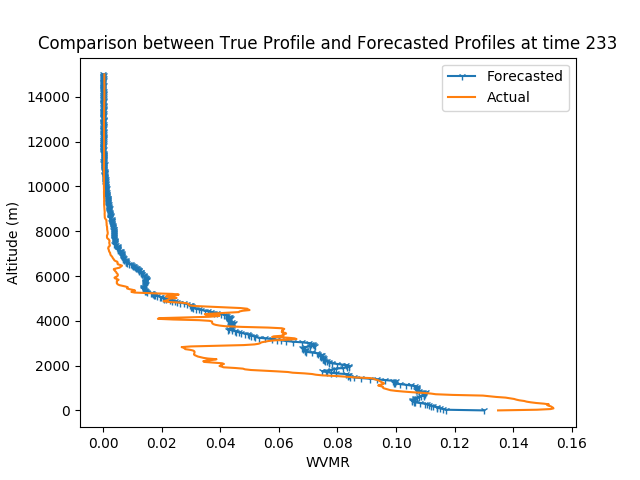 Comparison between True Profile and Forecasted Profiles at time 233
Forecasted
Actual
14000
12000
10000
8000
6000
4000
2000
0
Altitude (m)
0.00 0.02 0.04 0.06 0.08 0.10 0.12 0.14 0.16
WVMR